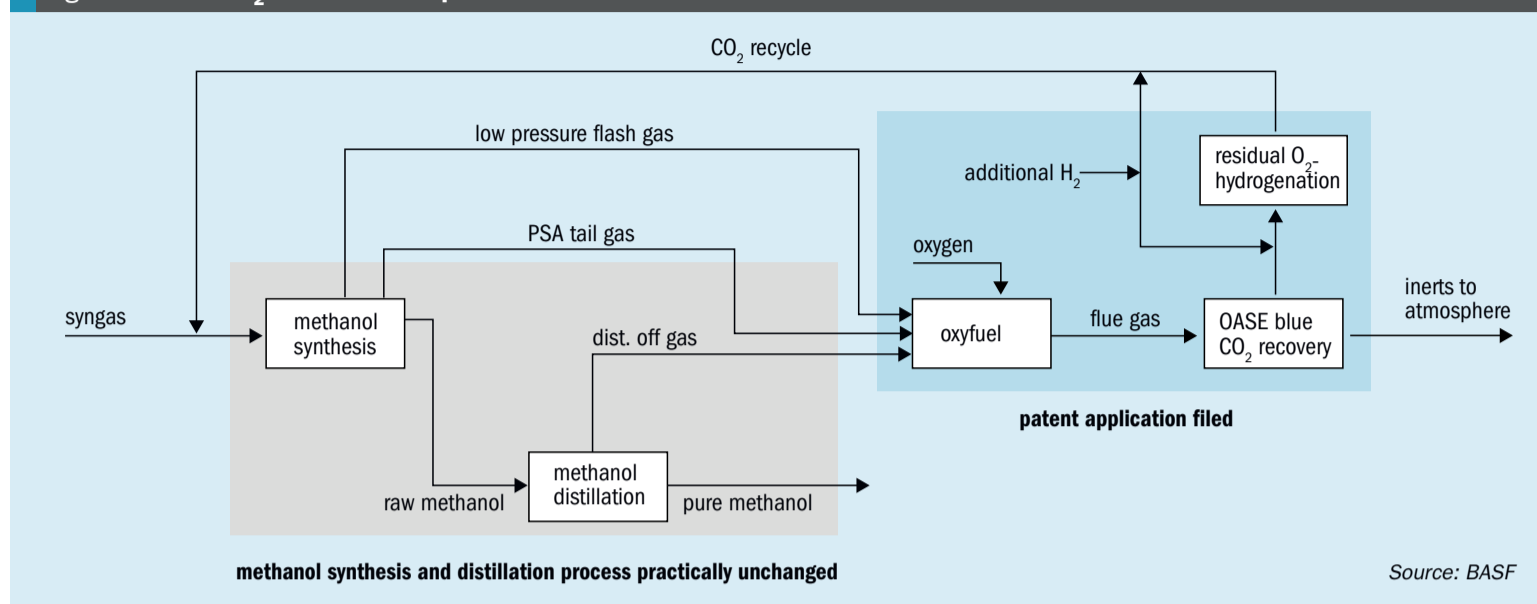 CO₂ recycle
low pressure flash gas
residual O₂-
hydrogenation
additional H₂
PSA tail gas
oxygen
inerts to
atmosphere
syngas
methanol
synthesis
dist. off gas
oxyfuel
flue gas
OASE blue
CO₂ recovery
patent application filed
methanol
distillation
raw methanol
pure methanol
methanol synthesis and distillation process practically unchanged
Source: BASF